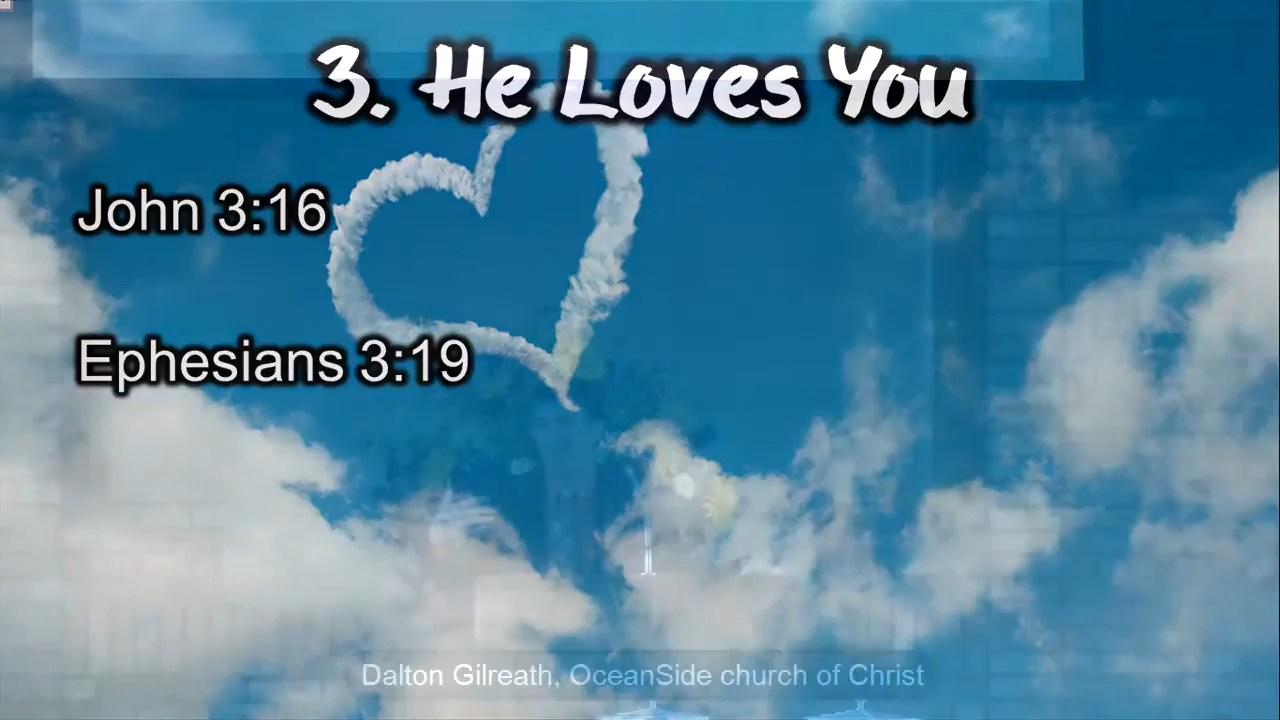 3. He Loves You
John 3:16
Ephesians 3:19
Dalton Gilreath, OceanSide church of Christ